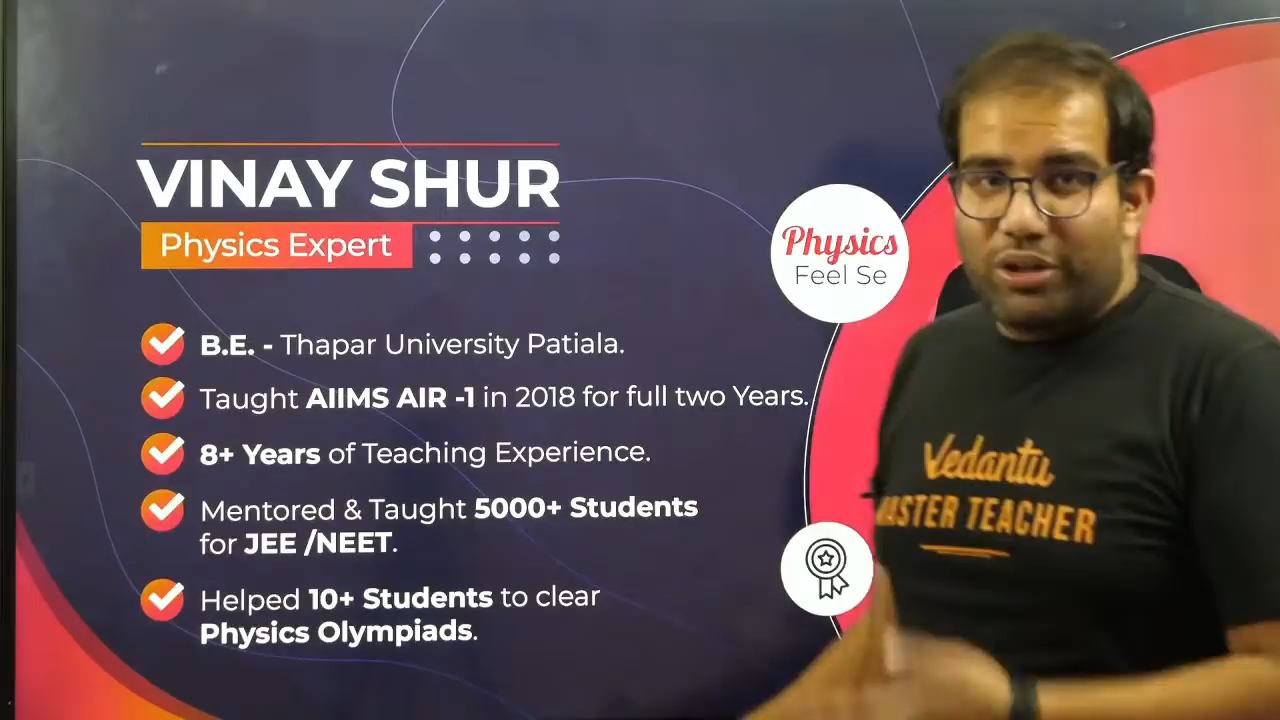 VINAY SHUR
Physics Expert
Physics
Feel Se
B.E. - Thapar University Patiala.
Taught AIIMS AIR -1 in 2018 for full two Years.
8+ Years of Teaching Experience.
Mentored & Taught 5000+ Students
for JEE /NEET.
Helped 10+ Students to clear
Physics Olympiads.
Vedantu
MASTER TEACHER